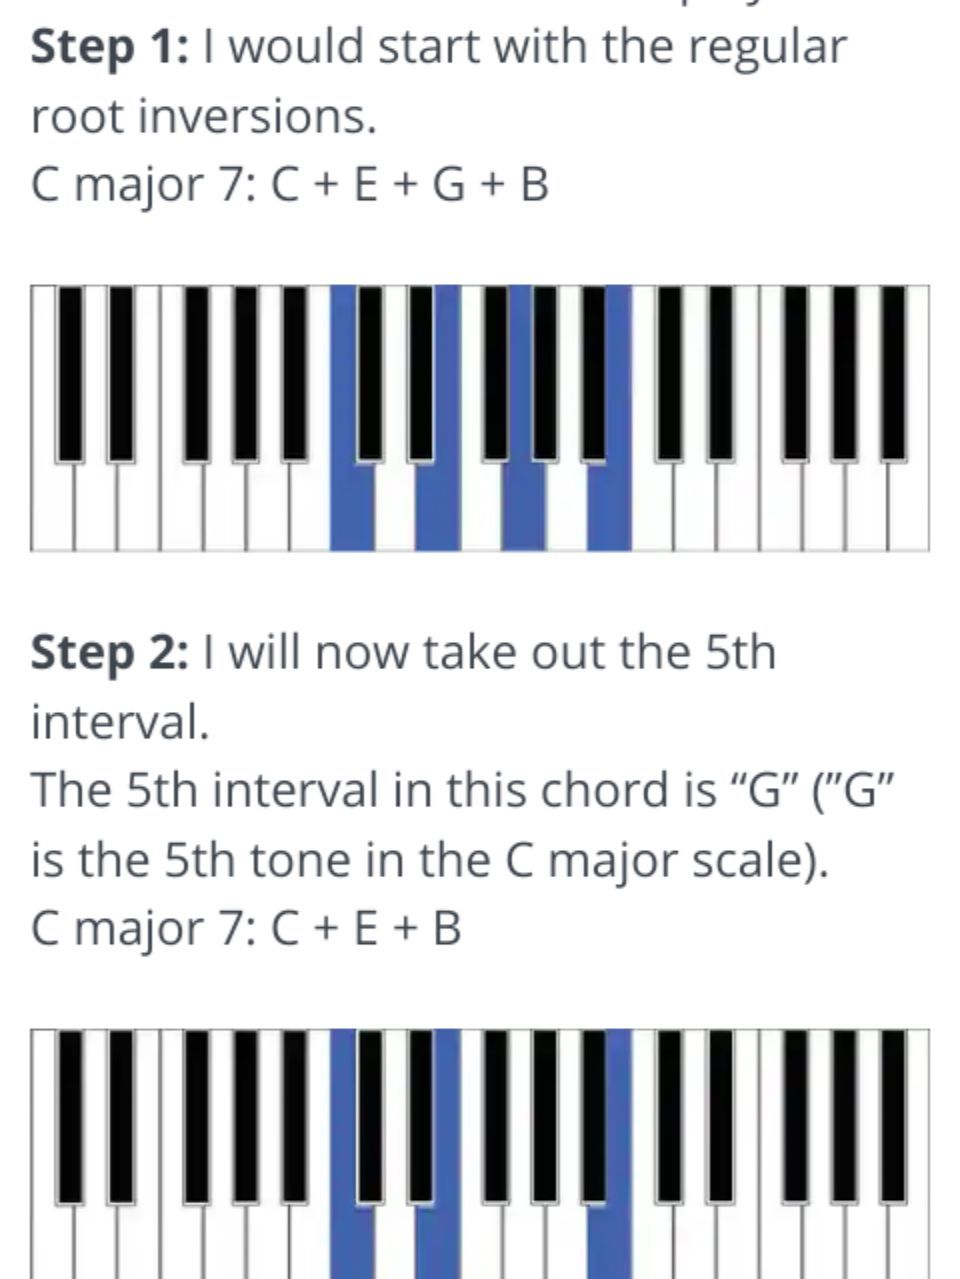 Step 1: I would start with the regular
root inversions.
C major 7: C + E + G + B
Step 2: I will now take out the 5th
interval.
The 5th interval in this chord is “G” (”G”
is the 5th tone in the C major scale).
C major 7: C + E + B